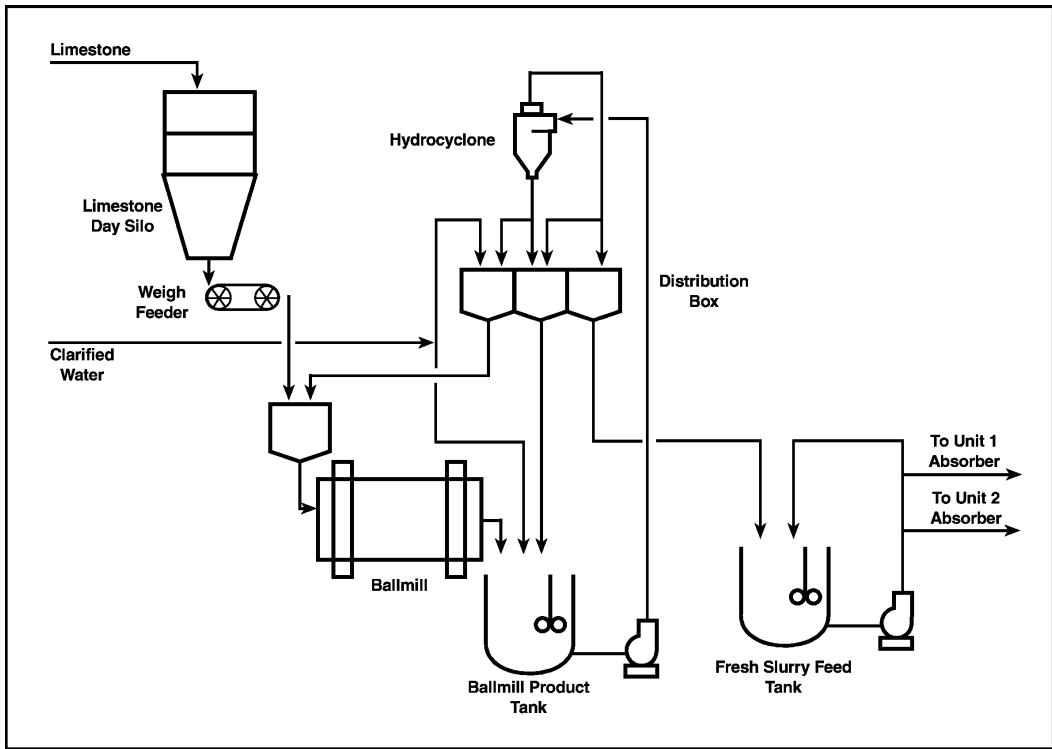 Limestone
Hydrocyclone
Limestone
Day Silo
Weigh
Feeder
Distribution
Box
Clarified
Water
To Unit 1
Absorber
To Unit 2
Absorber
Ballmill
Ballmill Product
Tank
Fresh Slurry Feed
Tank